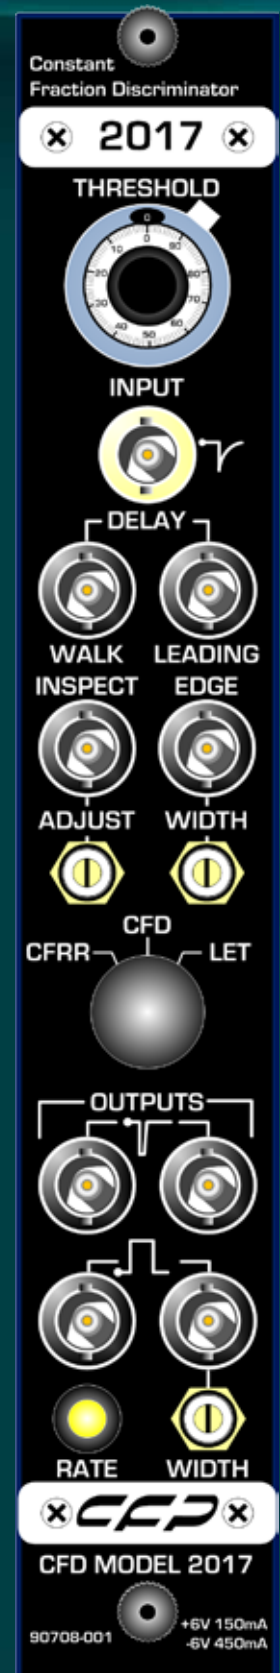 Constant
Fraction Discriminator
2017
THRESHOLD
0
0
10 90
20 80
30 70
40 60
50
INPUT
DELAY
WALK LEADING
INSPECT EDGE
ADJUST WIDTH
CFD
CFRR LET
OUTPUTS
RATE WIDTH
CFD MODEL 2017
90708-001
+6V 150mA
-6V 450mA